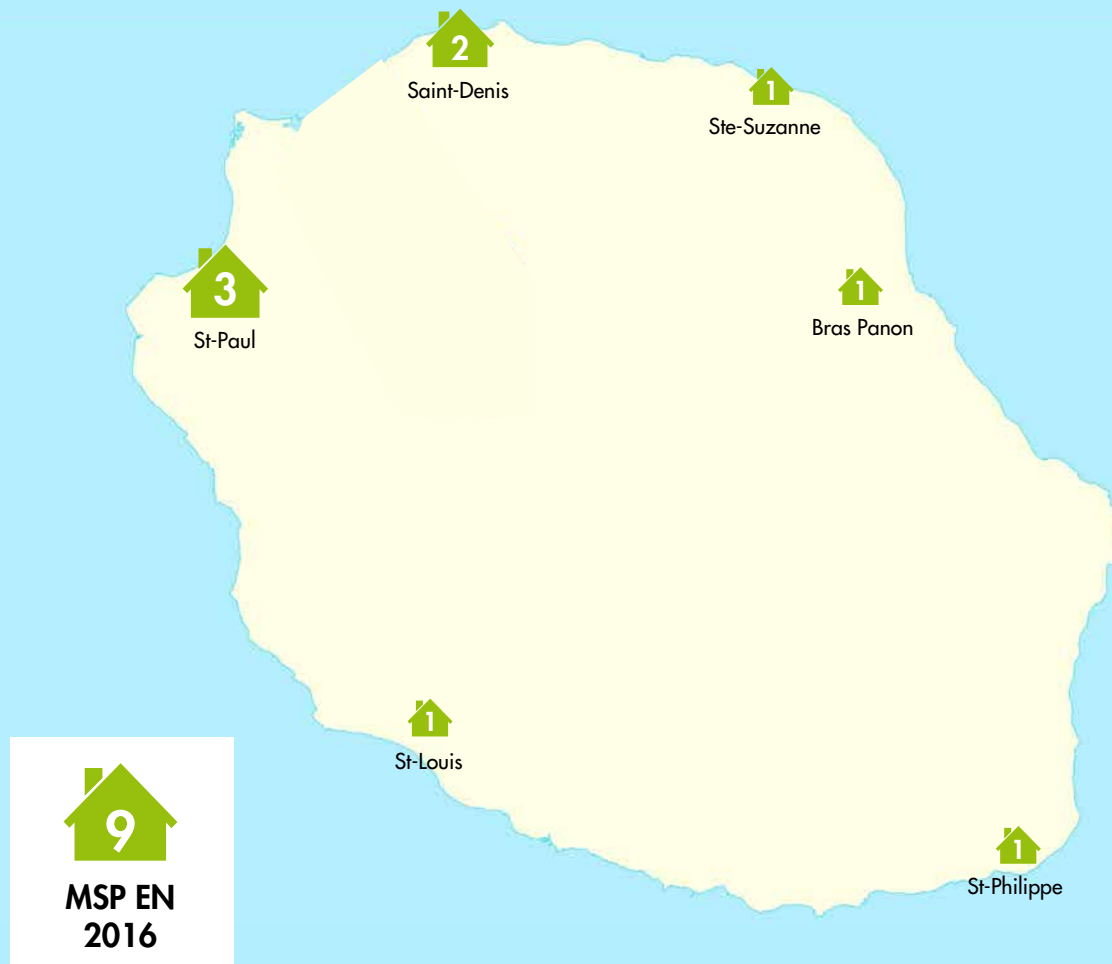 2
Saint-Denis
1
Ste-Suzanne
3
St-Paul
1
Bras Panon
1
St-Louis
1
St-Philippe
9
MSP EN
2016